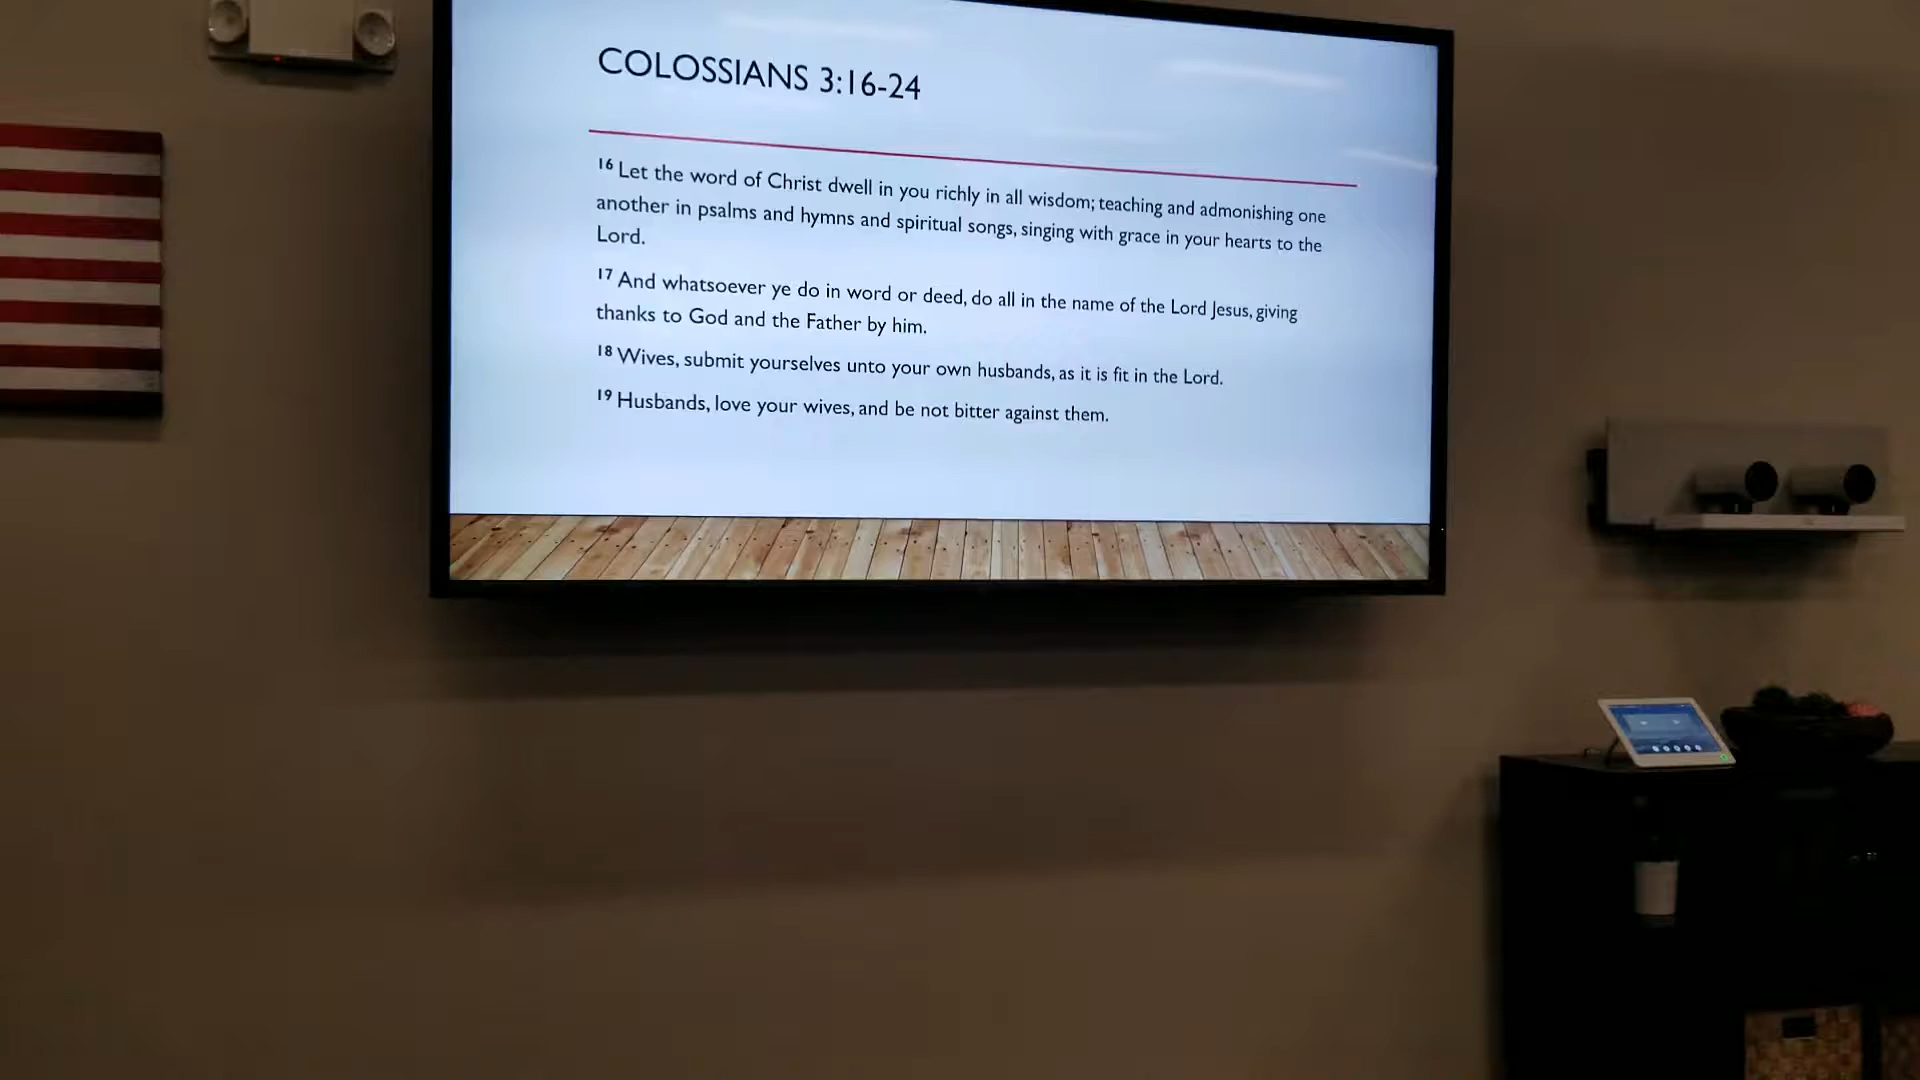 COLOSSIANS 3:16-24
16 Let the word of Christ dwell in you richly in all wisdom; teaching and admonishing one
another in psalms and hymns and spiritual songs, singing with grace in your hearts to the
Lord.
17 And whatsoever ye do in word or deed, do all in the name of the Lord Jesus, giving
thanks to God and the Father by him.
18 Wives, submit yourselves unto your own husbands, as it is fit in the Lord.
19 Husbands, love your wives, and be not bitter against them.